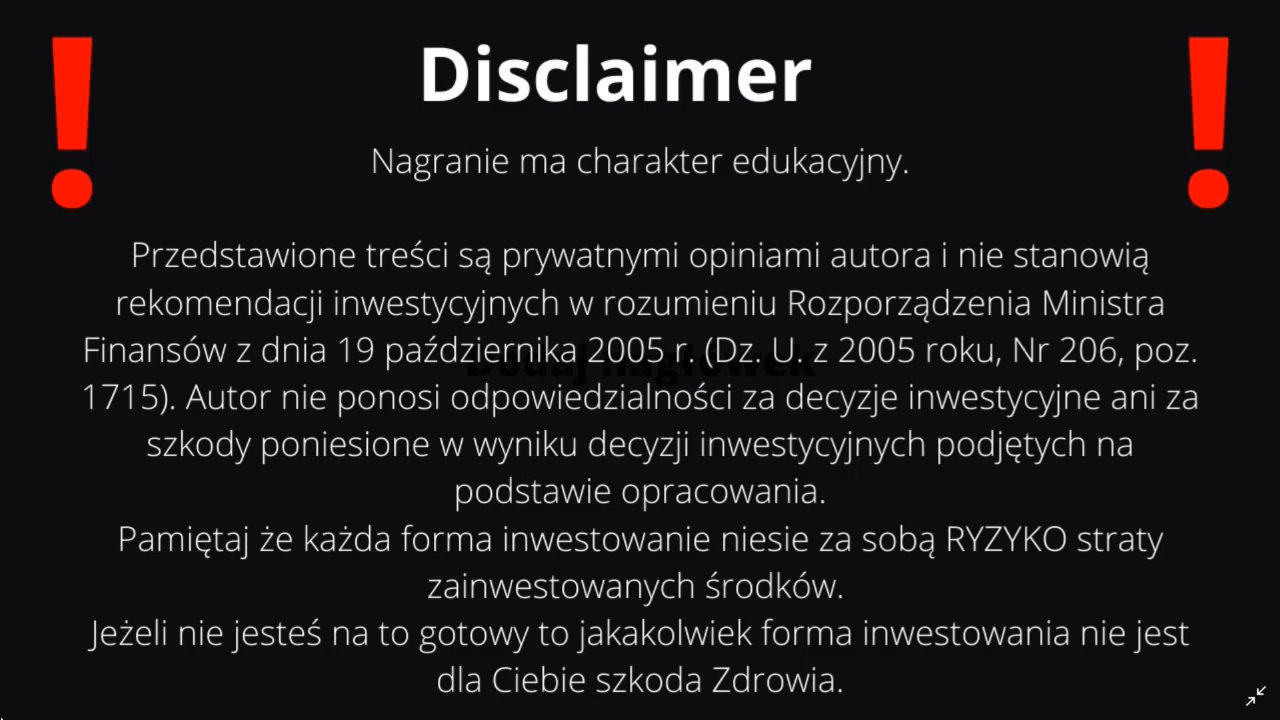 Disclaimer
Nagranie ma charakter edukacyjny.
Przedstawione treści są prywatnymi opiniami autora i nie stanowią
rekomendacji inwestycyjnych w rozumieniu Rozporządzenia Ministra
Finansów z dnia 19 października 2005 r. (Dz. U. z 2005 roku, Nr 206, poz.
1715). Autor nie ponosi odpowiedzialności za decyzje inwestycyjne ani za
szkody poniesione w wyniku decyzji inwestycyjnych podjętych na
podstawie opracowania.
Pamiętaj że każda forma inwestowanie niesie za sobą RYZYKO straty
zainwestowanych środków.
Jeżeli nie jesteś na to gotowy to jakakolwiek forma inwestowania nie jest
dla Ciebie szkoda Zdrowia.
Dodaj nagłówek